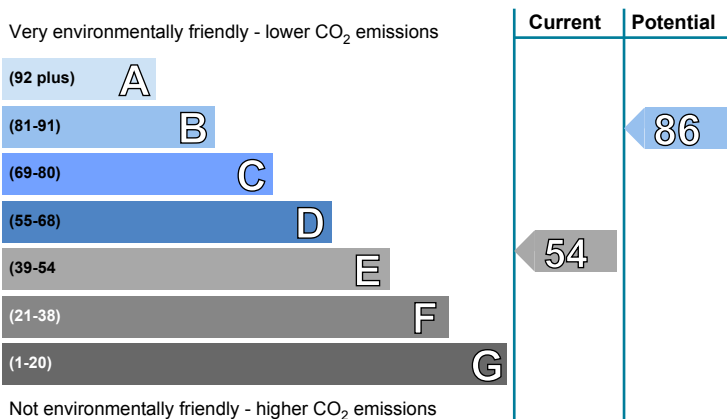 Current Potential
Very environmentally friendly - lower CO2 emissions
(92 plus) A
(81-91) B
86
(69-80) C
(55-68) D
54
(39-54 E
(21-38) F
(1-20) G
Not environmentally friendly - higher CO2 emissions